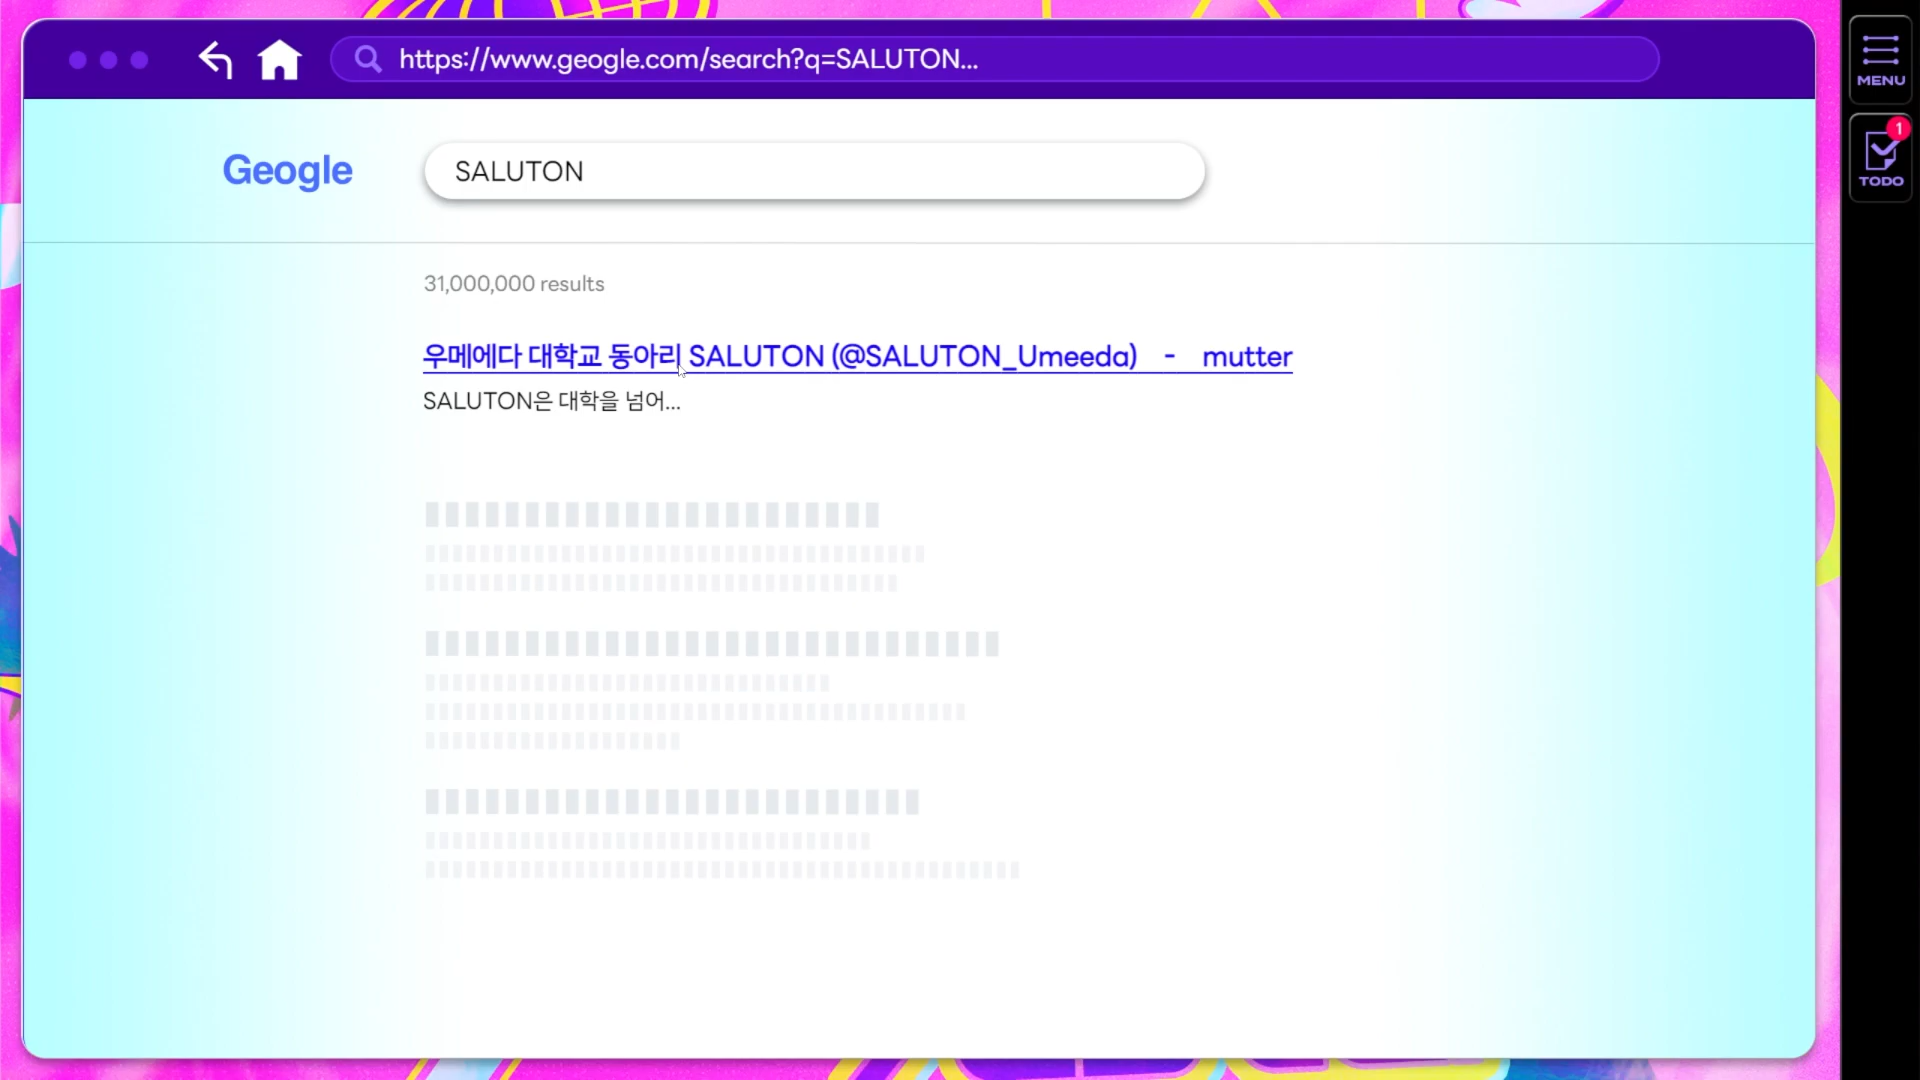 https://www.geogle.com/search?q=SALUTON...
MENU
1
TODO
Geogle
SALUTON
31,000,000 results
우메에다 대학교 동아리 SALUTON (@SALUTON_Umeeda) - mutter
SALUTON은 대학을 넘어...